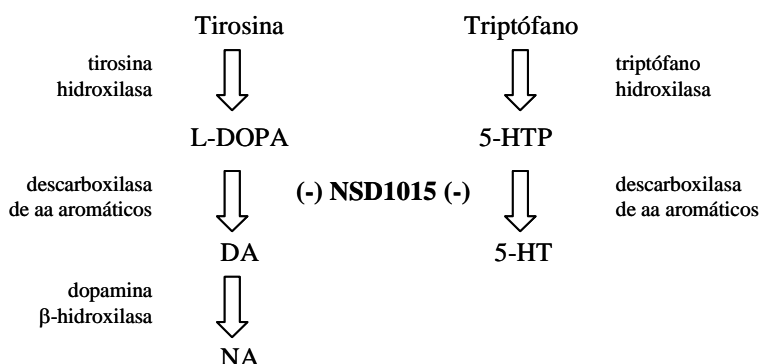 Tirosina Triptófano
tirosina
hidroxilasa
triptófano
hidroxilasa
L-DOPA 5-HTP
descarboxilasa
de aa aromáticos
(-) NSD1015 (-)
descarboxilasa
de aa aromáticos
DA 5-HT
dopamina
β-hidroxilasa
NA